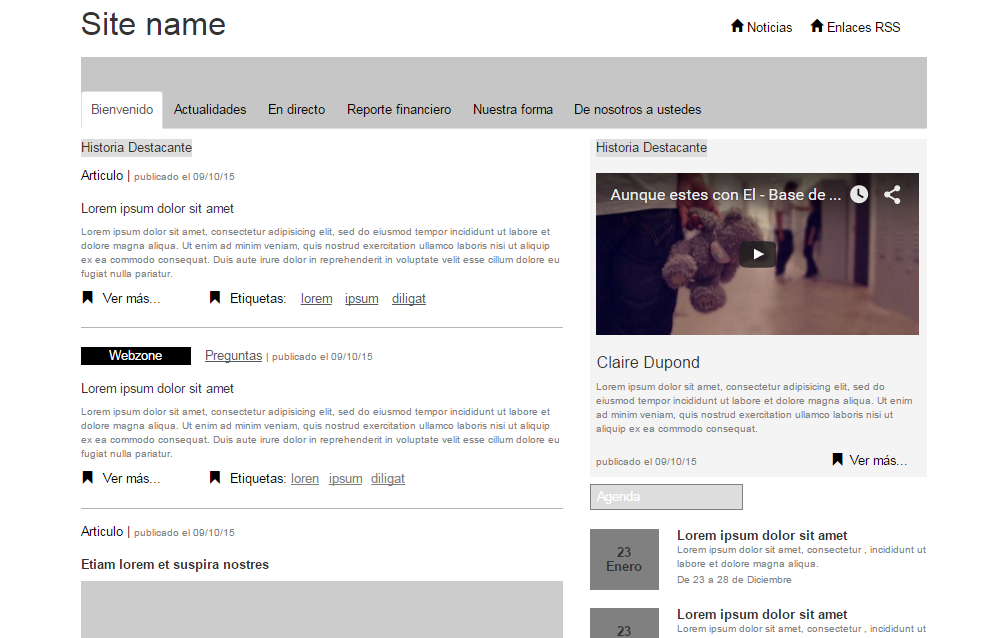 Site name
Noticias Enlaces RSS
Bienvenido Actualidades En directo Reporte financiero Nuestra forma De nosotros a ustedes
Historia Destacante
Articulo | publicado el 09/10/15
Lorem ipsum dolor sit amet
Lorem ipsum dolor sit amet, consectetur adipisicing elit, sed do eiusmod tempor incididunt ut labore et
dolore magna aliqua. Ut enim ad minim veniam, quis nostrud exercitation ullamco laboris nisi ut aliquip
ex ea commodo consequat. Duis aute irure dolor in reprehenderit in voluptate velit esse cillum dolore eu
fugiat nulla pariatur.
Ver más... Etiquetas: lorem ipsum diligat
Webzone Preguntas | publicado el 09/10/15
Lorem ipsum dolor sit amet
Lorem ipsum dolor sit amet, consectetur adipisicing elit, sed do eiusmod tempor incididunt ut labore et
dolore magna aliqua. Ut enim ad minim veniam, quis nostrud exercitation ullamco laboris nisi ut aliquip
ex ea commodo consequat. Duis aute irure dolor in reprehenderit in voluptate velit esse cillum dolore eu
fugiat nulla pariatur.
Ver más... Etiquetas: loren ipsum diligat
Articulo | publicado el 09/10/15
Etiam lorem et suspira nostres
Historia Destacante
Aunque estes con El - Base de ...
Claire Dupond
Lorem ipsum dolor sit amet, consectetur adipisicing elit, sed do
eiusmod tempor incididunt ut labore et dolore magna aliqua. Ut enim
ad minim veniam, quis nostrud exercitation ullamco laboris nisi ut
aliquip ex ea commodo consequat.
publicado el 09/10/15 Ver más...
Agenda
23
Enero
Lorem ipsum dolor sit amet
Lorem ipsum dolor sit amet, consectetur , incididunt ut
labore et dolore magna aliqua.
De 23 a 28 de Diciembre
23
Lorem ipsum dolor sit amet
Lorem ipsum dolor sit amet, consectetur , incididunt ut